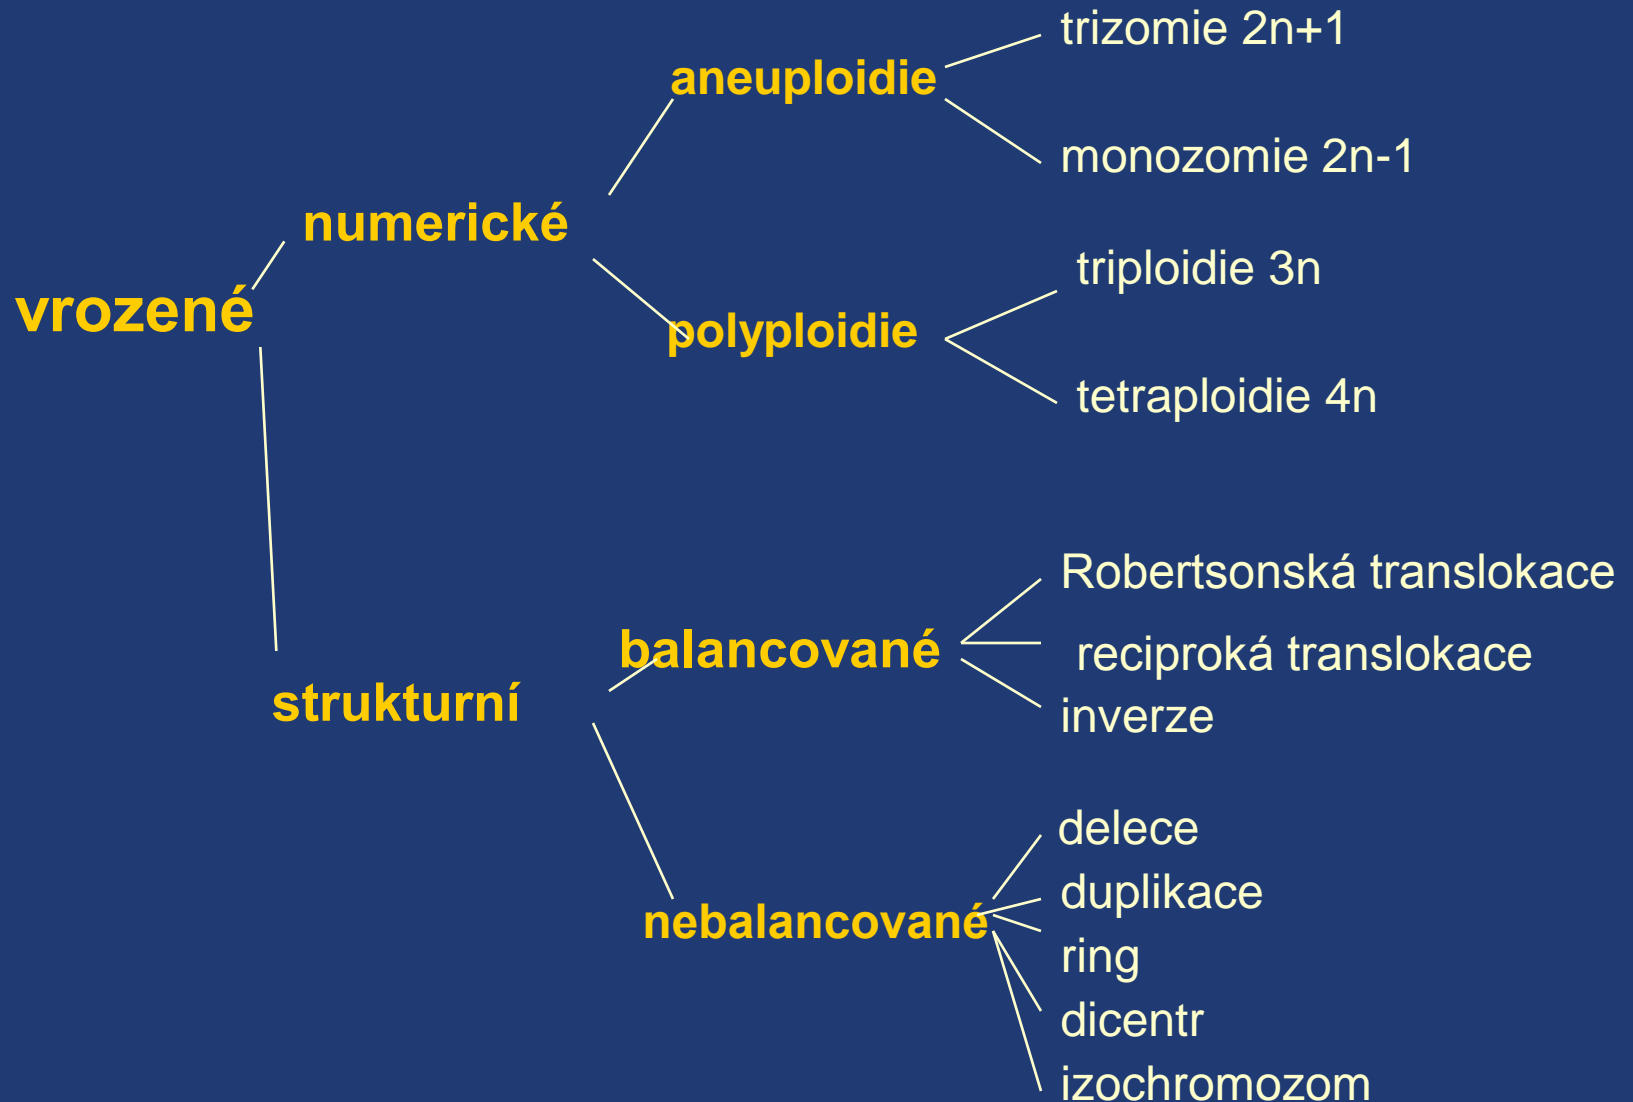 trizomie 2n+1
aneuploidie
monozomie 2n-1
numerické
triploidie 3n
vrozené
polyploidie
tetraploidie 4n
Robertsonská translokace
balancované
reciproká translokace
strukturní
inverze
delece
duplikace
nebalancované
ring
dicentr
izochromozom